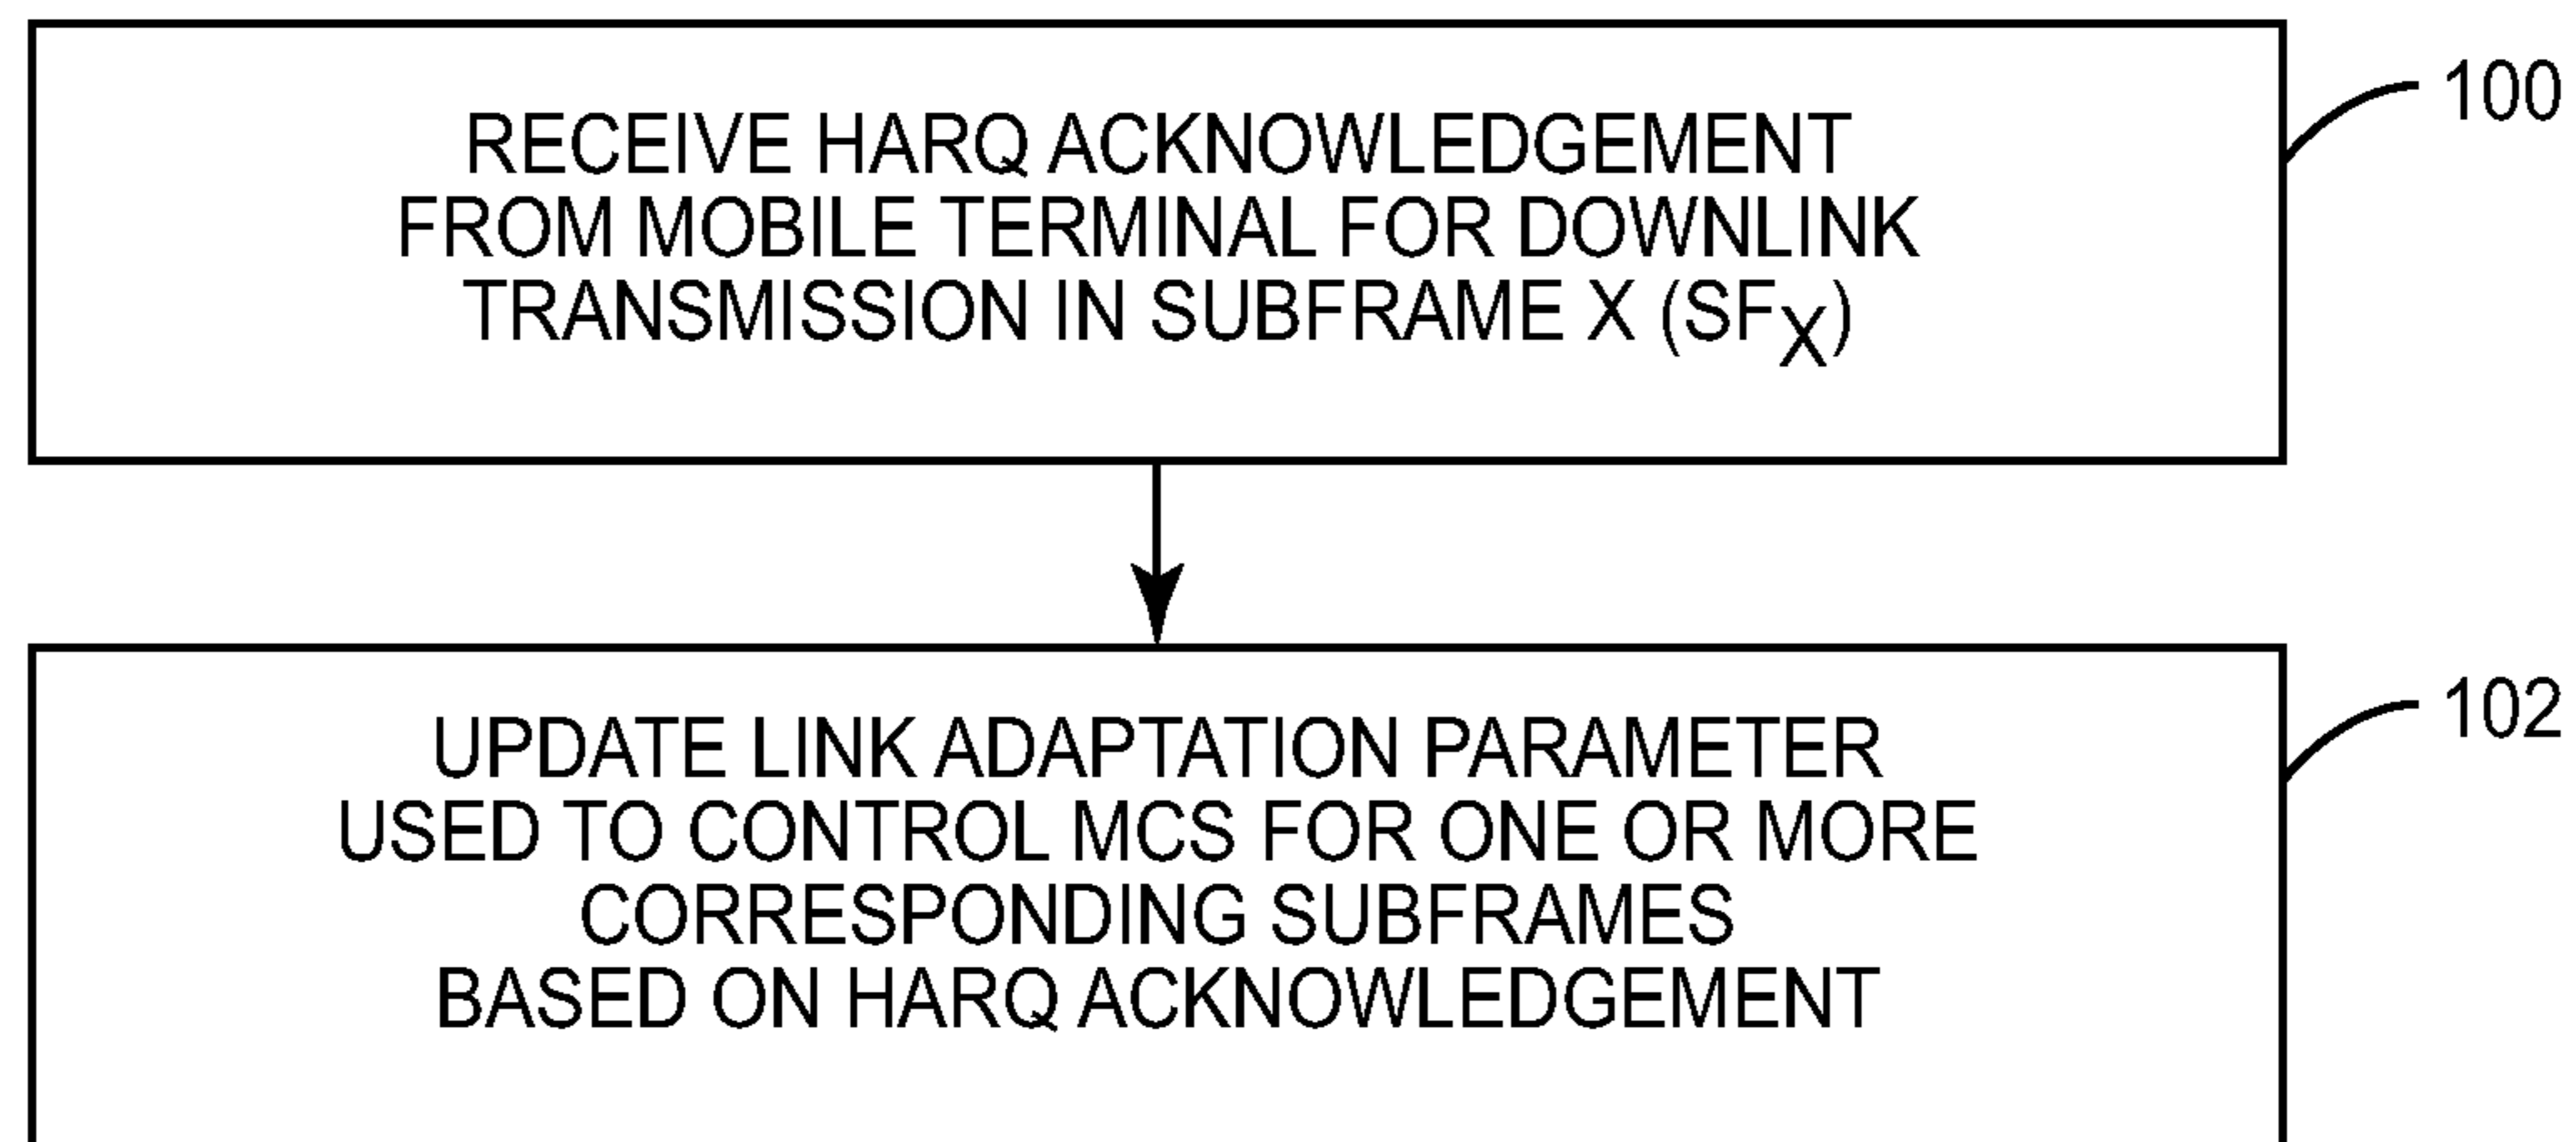 RECEIVE HARQ ACKNOWLEDGEMENT
FROM MOBILE TERMINAL FOR DOWNLINK
TRANSMISSION IN SUBFRAME X (SFX)
100
UPDATE LINK ADAPTATION PARAMETER
USED TO CONTROL MCS FOR ONE OR MORE
CORRESPONDING SUBFRAMES
BASED ON HARQ ACKNOWLEDGEMENT
102